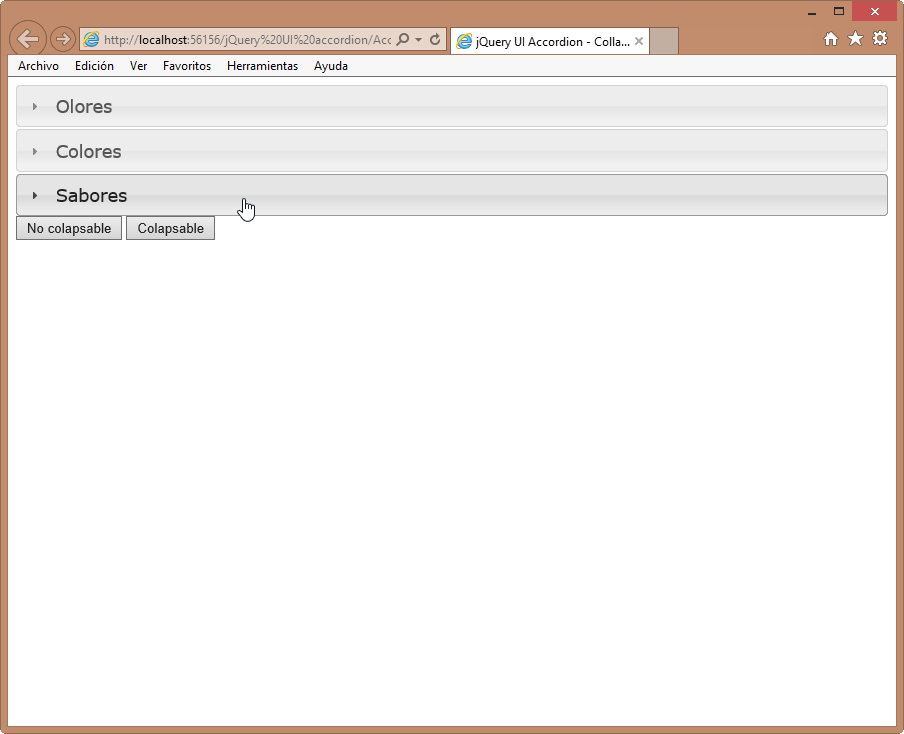 http://localhost:56156/jQuery%20UI%20accordion/Acc
jQuery UI Accordion - Colla...
Archivo Edición Ver Favoritos Herramientas Ayuda
Olores
Colores
Sabores
No colapsable Colapsable